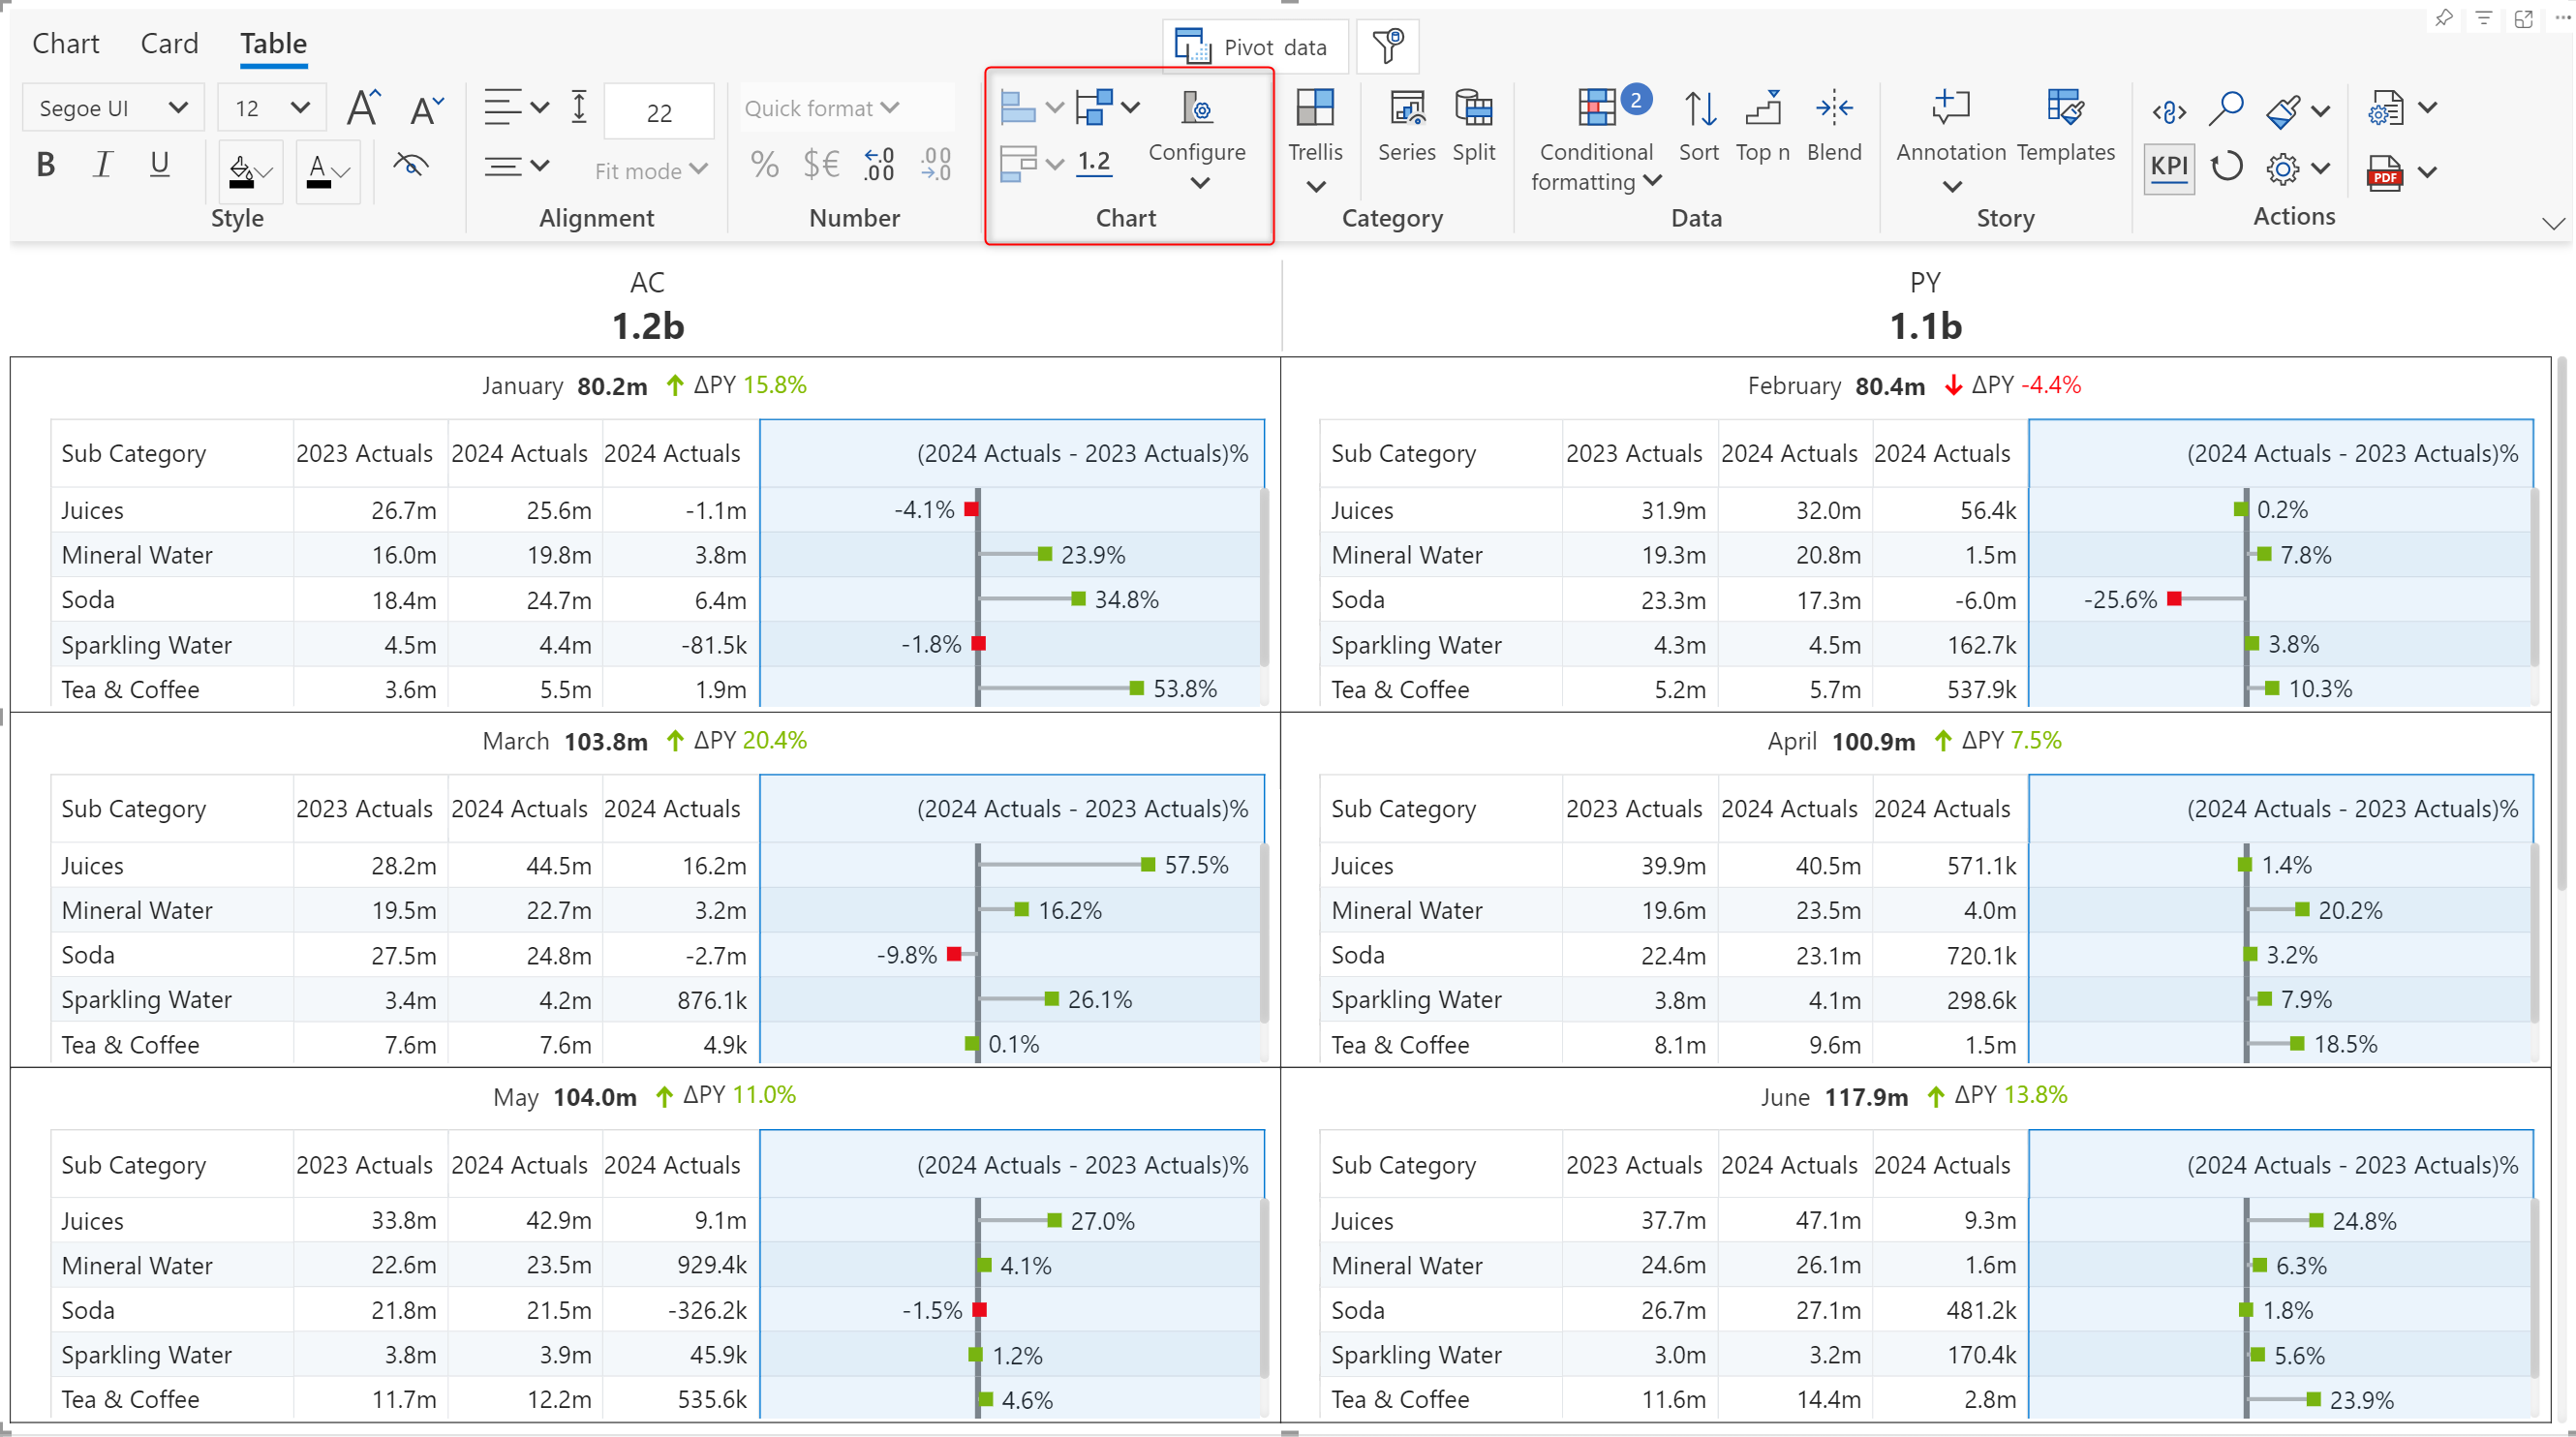 Chart Card Table
Pivot data
Segoe UI 12 A A 22 Quick format
B I U A Fit mode % $€ .0 .00 .00 .0 1.2
Configure Trellis Series Split
Conditional formatting 2 Sort Top n Blend
Annotation Templates KPI PDF
Style Alignment Number Chart Category Data Story Actions
AC
1.2b
PY
1.1b
January 80.2m ΔPY 15.8%
Sub Category 2023 Actuals 2024 Actuals 2024 Actuals (2024 Actuals - 2023 Actuals)%
Juices 26.7m 25.6m -1.1m -4.1%
Mineral Water 16.0m 19.8m 3.8m 23.9%
Soda 18.4m 24.7m 6.4m 34.8%
Sparkling Water 4.5m 4.4m -81.5k -1.8%
Tea & Coffee 3.6m 5.5m 1.9m 53.8%
February 80.4m ΔPY -4.4%
Sub Category 2023 Actuals 2024 Actuals 2024 Actuals (2024 Actuals - 2023 Actuals)%
Juices 31.9m 32.0m 56.4k 0.2%
Mineral Water 19.3m 20.8m 1.5m 7.8%
Soda 23.3m 17.3m -6.0m -25.6%
Sparkling Water 4.3m 4.5m 162.7k 3.8%
Tea & Coffee 5.2m 5.7m 537.9k 10.3%
March 103.8m ΔPY 20.4%
Sub Category 2023 Actuals 2024 Actuals 2024 Actuals (2024 Actuals - 2023 Actuals)%
Juices 28.2m 44.5m 16.2m 57.5%
Mineral Water 19.5m 22.7m 3.2m 16.2%
Soda 27.5m 24.8m -2.7m -9.8%
Sparkling Water 3.4m 4.2m 876.1k 26.1%
Tea & Coffee 7.6m 7.6m 4.9k 0.1%
April 100.9m ΔPY 7.5%
Sub Category 2023 Actuals 2024 Actuals 2024 Actuals (2024 Actuals - 2023 Actuals)%
Juices 39.9m 40.5m 571.1k 1.4%
Mineral Water 19.6m 23.5m 4.0m 20.2%
Soda 22.4m 23.1m 720.1k 3.2%
Sparkling Water 3.8m 4.1m 298.6k 7.9%
Tea & Coffee 8.1m 9.6m 1.5m 18.5%
May 104.0m ΔPY 11.0%
Sub Category 2023 Actuals 2024 Actuals 2024 Actuals (2024 Actuals - 2023 Actuals)%
Juices 33.8m 42.9m 9.1m 27.0%
Mineral Water 22.6m 23.5m 929.4k 4.1%
Soda 21.8m 21.5m -326.2k -1.5%
Sparkling Water 3.8m 3.9m 45.9k 1.2%
Tea & Coffee 11.7m 12.2m 535.6k 4.6%
June 117.9m ΔPY 13.8%
Sub Category 2023 Actuals 2024 Actuals 2024 Actuals (2024 Actuals - 2023 Actuals)%
Juices 37.7m 47.1m 9.3m 24.8%
Mineral Water 24.6m 26.1m 1.6m 6.3%
Soda 26.7m 27.1m 481.2k 1.8%
Sparkling Water 3.0m 3.2m 170.4k 5.6%
Tea & Coffee 11.6m 14.4m 2.8m 23.9%